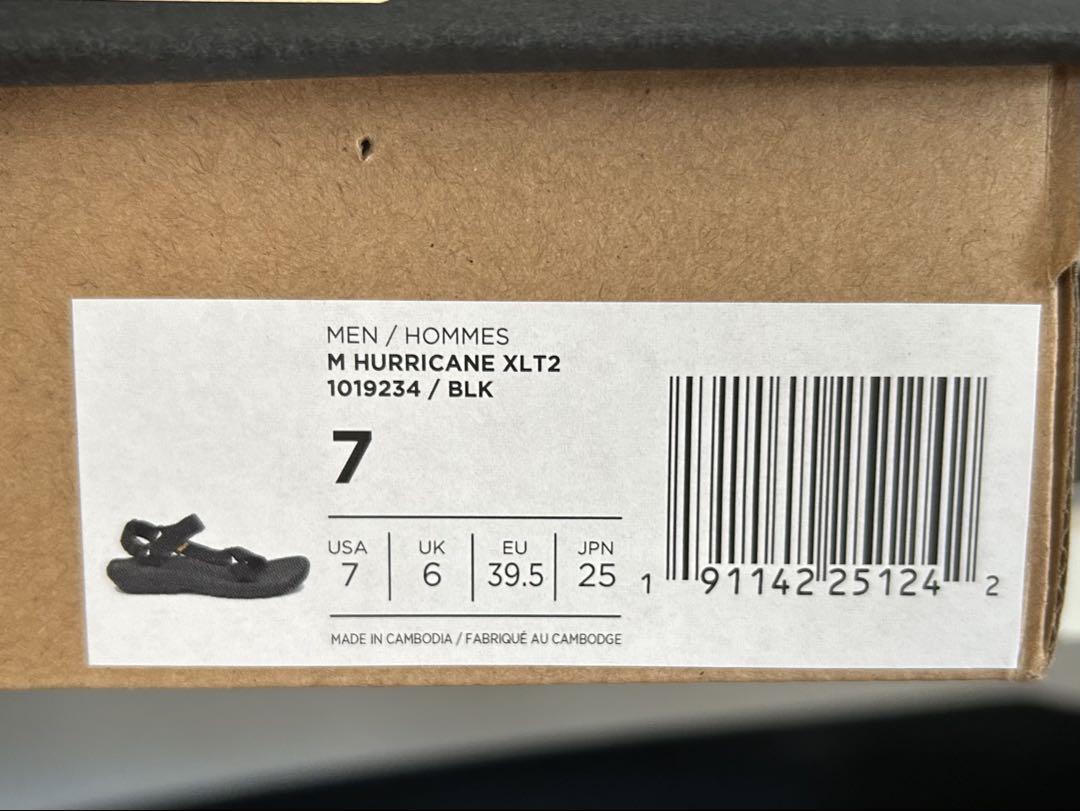 MEN / HOMMES
M HURRICANE XLT2
1019234 / BLK
7
USA UK EU JPN
7 6 39.5 25
MADE IN CAMBODIA / FABRIQUÉ AU CAMBODGE
1 91142 25124 2